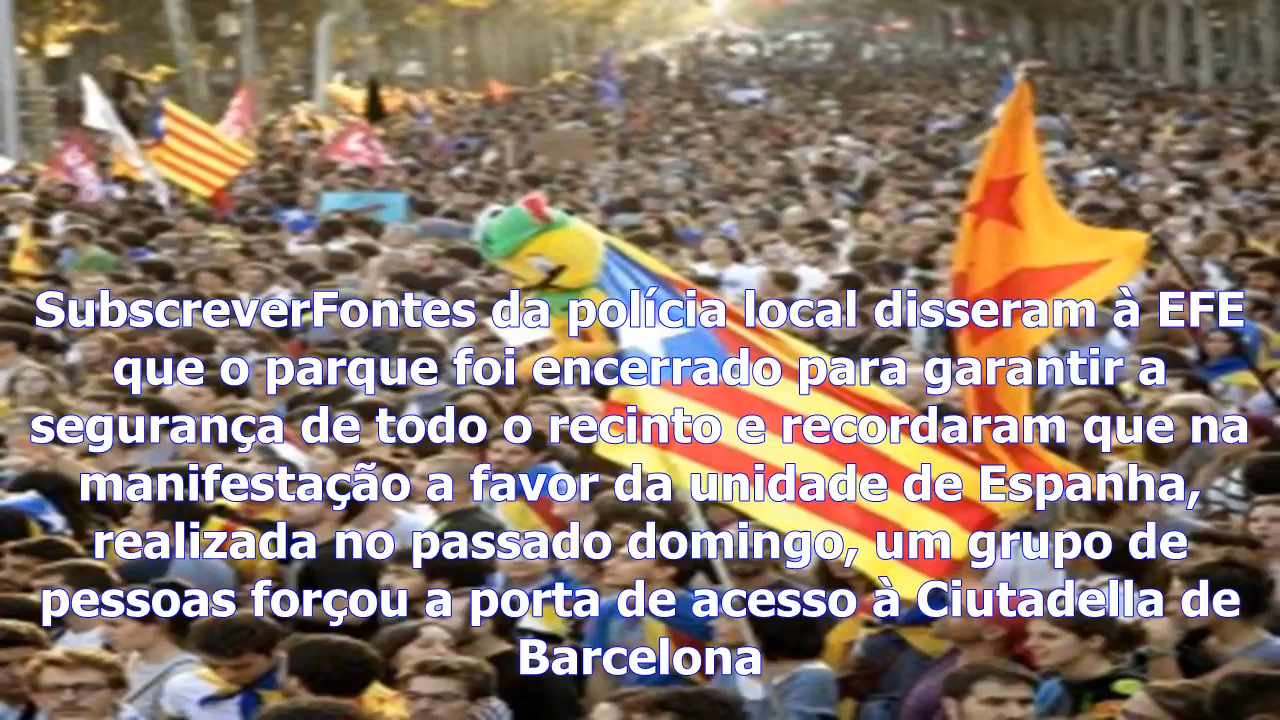 SubscreverFontes da polícia local disseram à EFE
que o parque foi encerrado para garantir a
segurança de todo o recinto e recordaram que na
manifestação a favor da unidade de Espanha,
realizada no passado domingo, um grupo de
pessoas forçou a porta de acesso à Ciutadella de
Barcelona